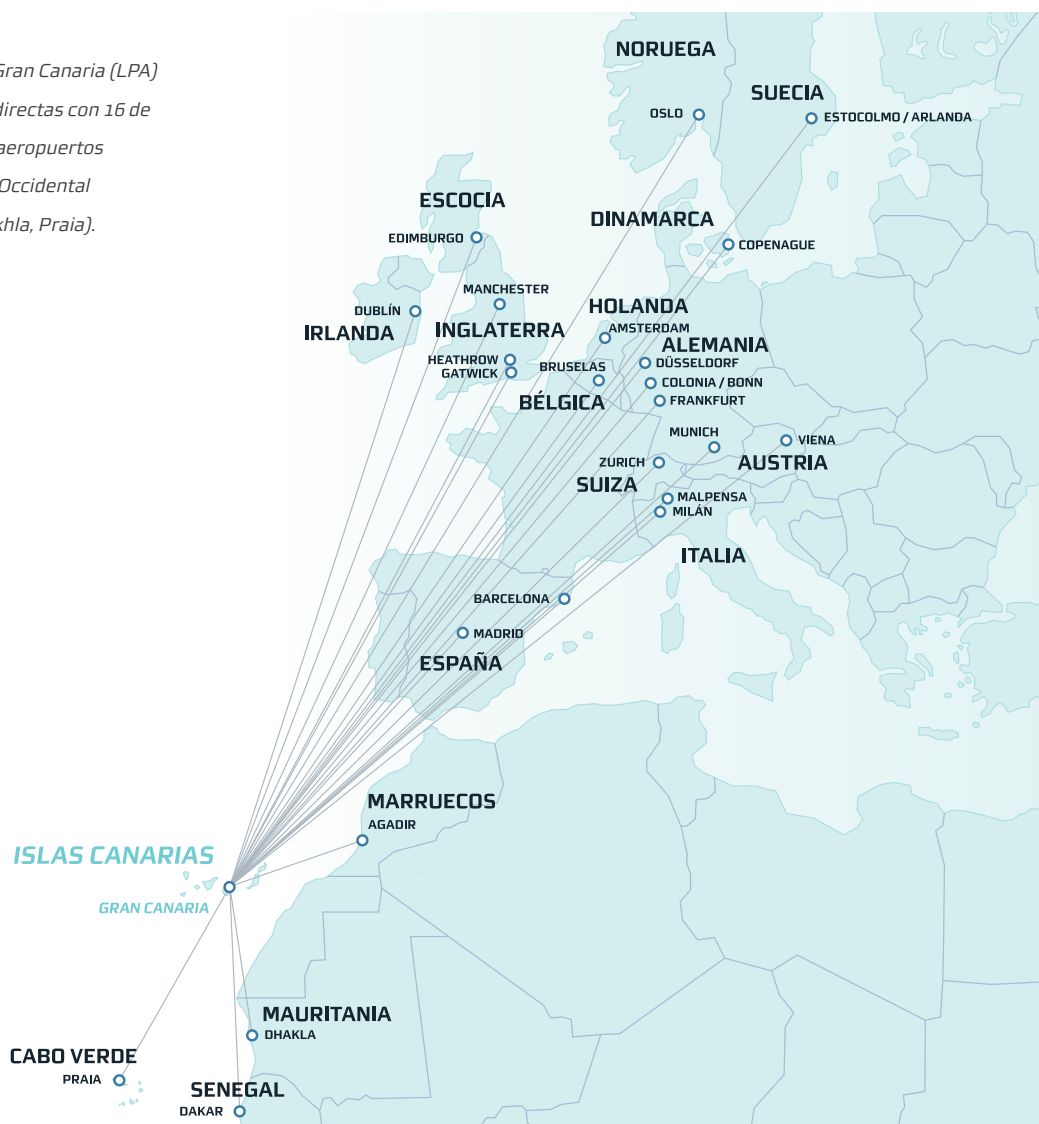 Gran Canaria (LPA)
directas con 16 de
aeropuertos
Occidental
Praia).
NORUEGA
SUECIA
OSLO
ESTOCOLMO / ARLANDA
ESCOCIA
DINAMARCA
EDIMBURGO
COPENAGUE
MANCHESTER
HOLANDA
DUBLÍN
IRLANDA
INGLATERRA
AMSTERDAM
ALEMANIA
HEATHROW
GATWICK
BRUSELAS
DÜSSELDORF
BÉLGICA
COLONIA / BONN
FRANKFURT
MUNICH
VIENA
ZURICH
AUSTRIA
SUIZA
MALPENSA
MILÁN
ITALIA
BARCELONA
MADRID
ESPAÑA
MARRUECOS
AGADIR
ISLAS CANARIAS
GRAN CANARIA
MAURITANIA
DHAKLA
CABO VERDE
PRAIA
SENEGAL
DAKAR